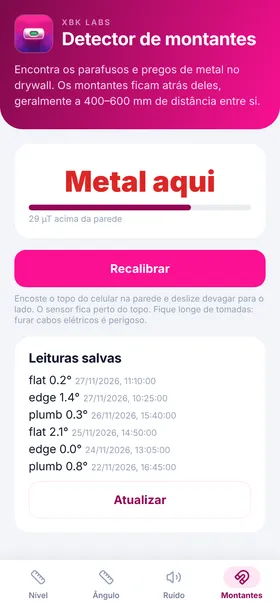 XBK LABS
Detector de montantes
Encontra os parafusos e pregos de metal no
drywall. Os montantes ficam atrás deles,
geralmente a 400–600 mm de distância entre si.
Metal aqui
29 µT acima da parede
Recalibrar
Encoste o topo do celular na parede e deslize devagar para o
lado. O sensor fica perto do topo. Fique longe de tomadas:
furar cabos elétricos é perigoso.
Leituras salvas
flat 0.2° 27/11/2026, 11:10:00
edge 1.4° 27/11/2026, 10:25:00
plumb 0.3° 26/11/2026, 15:40:00
flat 2.1° 25/11/2026, 14:50:00
edge 0.0° 24/11/2026, 13:05:00
plumb 0.8° 22/11/2026, 16:45:00
Atualizar
Nível
Ângulo
Ruído
Montantes